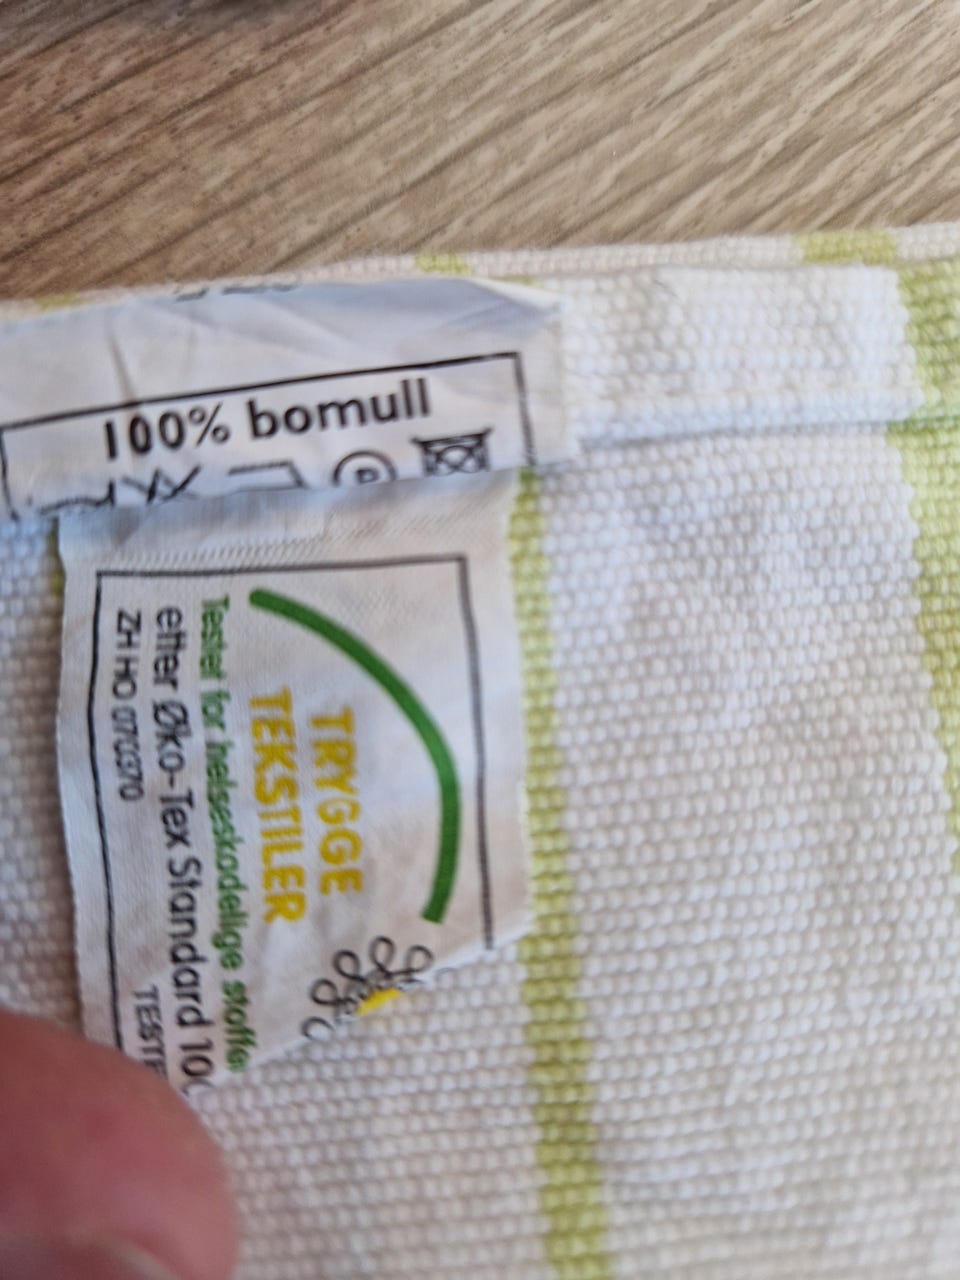 100% bomull
TRYGGE
TEKSTILER
Testet for helseskadelige stoffer
etter Øko-Tex Standard 100
ZH HO 070370